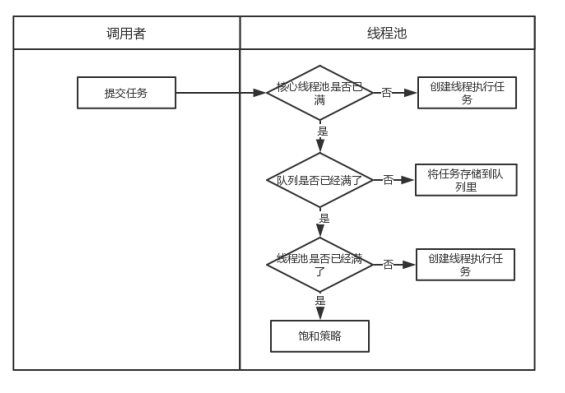 调用者
线程池
提交任务
核心线程池是否已
满
否
创建线程执行任
务
是
队列是否已经满了
否
将任务存储到队
列里
是
线程池是否已经满
了
否
创建线程执行任
务
是
饱和策略